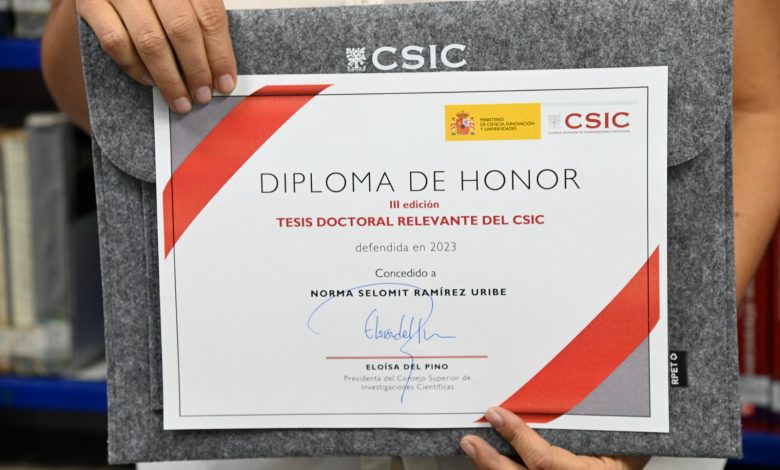 CSIC
MINISTERIO
DE CIENCIA, INNOVACIÓN
Y UNIVERSIDADES
CSIC
DIPLOMA DE HONOR
III edición
TESIS DOCTORAL RELEVANTE DEL CSIC
defendida en 2023
Concedido a
NORMA SELOMIT RAMÍREZ URIBE
ELOÍSA DEL PINO
Presidenta del Consejo Superior de
Investigaciones Científicas
RPET